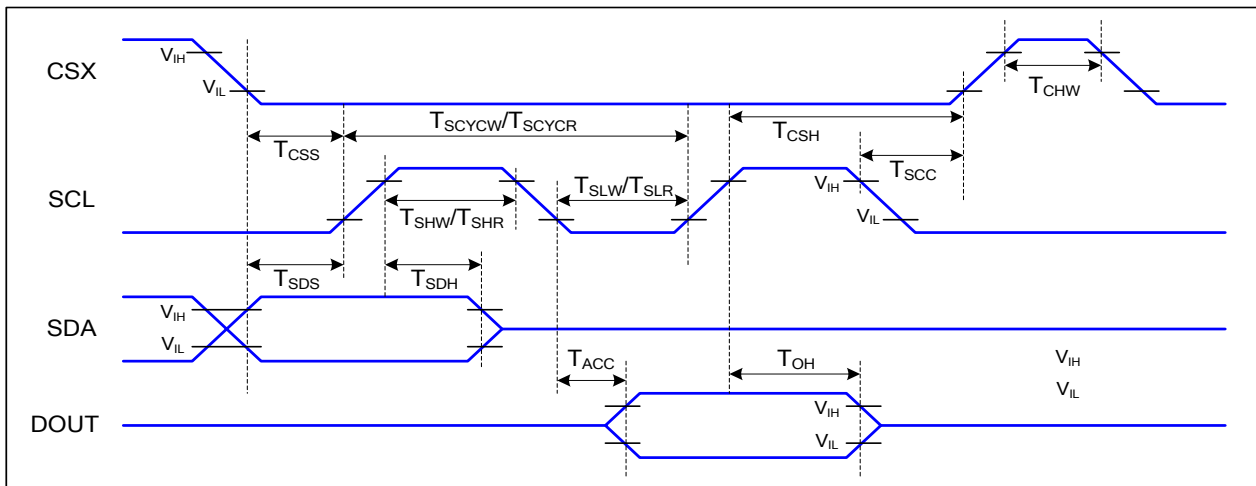 CSX
VIH
VIL
TCHW
TSCYCW/TSCYCR
TCSS
TCSH
TSCC
SCL
TSLW/TSLR
VIH
VIL
TSHW/TSHR
TSDS
TSDH
SDA
VIH
VIL
TACC
TOH
VIH
VIL
DOUT
VIH
VIL